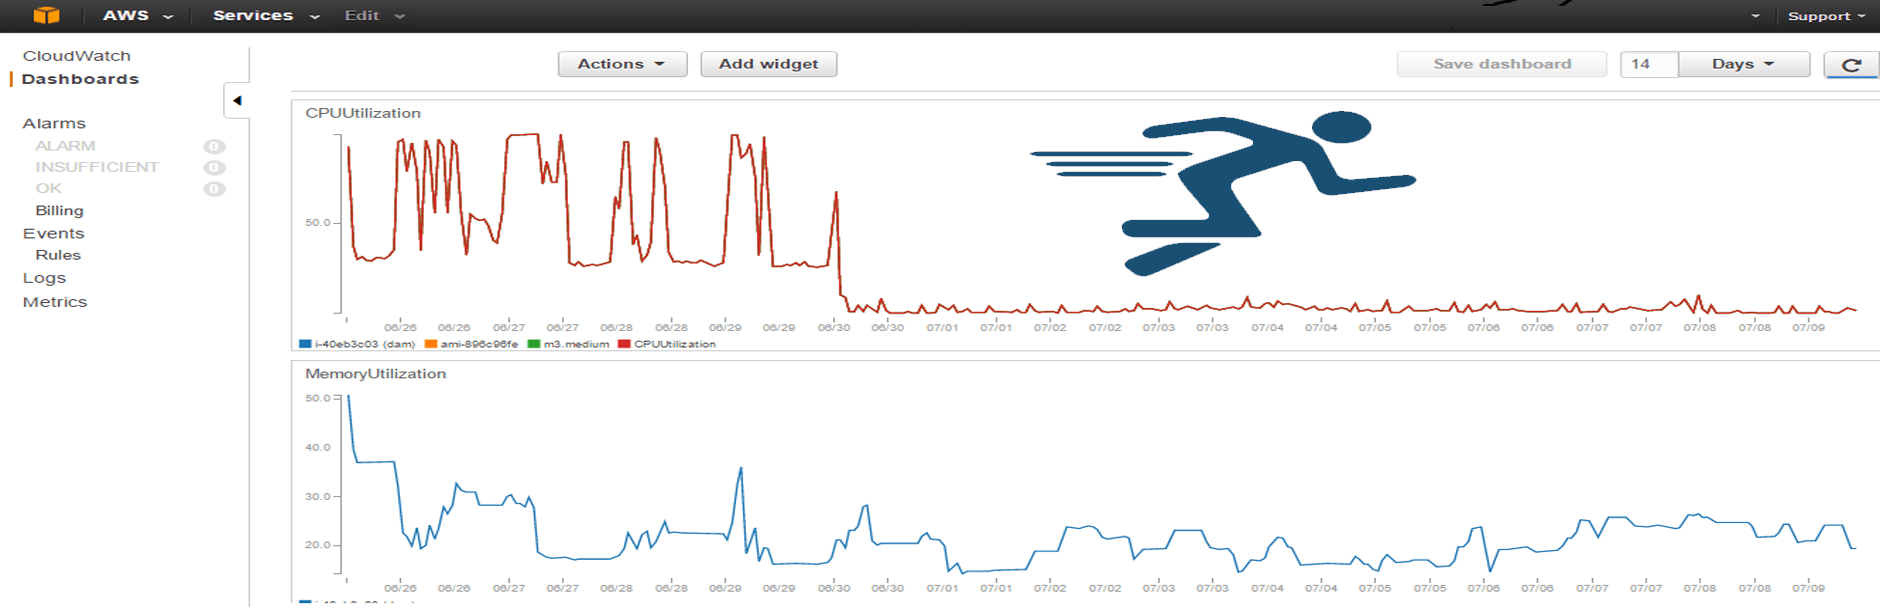 AWS Services Edit Support
CloudWatch
Dashboards
Alarms
ALARM 0
INSUFFICIENT 0
OK 0
Billing
Events
Rules
Logs
Metrics
Actions Add widget Save dashboard 14 Days
CPUUtilization
50.0
06/26 06/26 06/27 06/27 06/28 06/28 06/29 06/29 06/30 06/30 07/01 07/01 07/02 07/02 07/03 07/03 07/04 07/04 07/05 07/05 07/06 07/06 07/07 07/07 07/08 07/08 07/09
i-40eb3c03 (dam) ami-896c96fe m3.medium CPUUtilization
MemoryUtilization
50.0
40.0
30.0
20.0
06/26 06/26 06/27 06/27 06/28 06/28 06/29 06/29 06/30 06/30 07/01 07/01 07/02 07/02 07/03 07/03 07/04 07/04 07/05 07/05 07/06 07/06 07/07 07/07 07/08 07/08 07/09